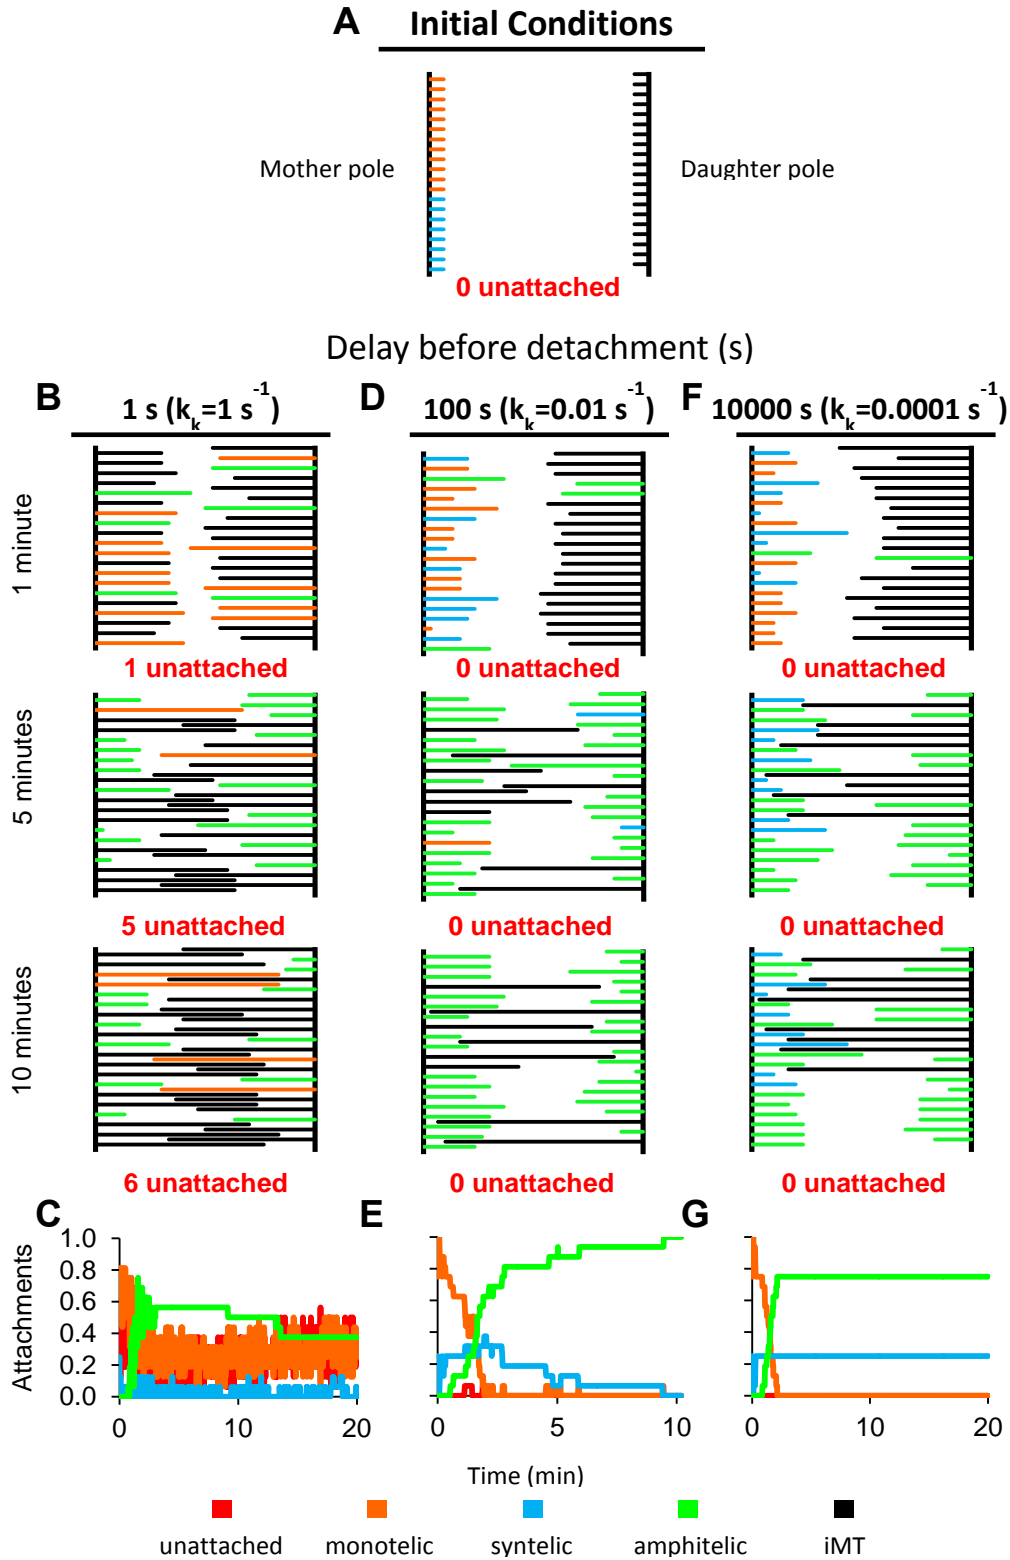 A Initial Conditions
Mother pole
Daughter pole
0 unattached
Delay before detachment (s)
B 1 s (kk=1 s-1)
D 100 s (kk=0.01 s-1)
F 10000 s (kk=0.0001 s-1)
1 minute
1 unattached
0 unattached
0 unattached
5 minutes
5 unattached
0 unattached
0 unattached
10 minutes
6 unattached
0 unattached
0 unattached
C
E
G
Attachments
1.0
0.8
0.6
0.4
0.2
0.0
0 10 20
0 5 10
0 10 20
Time (min)
unattached monotelic syntelic amphitelic iMT